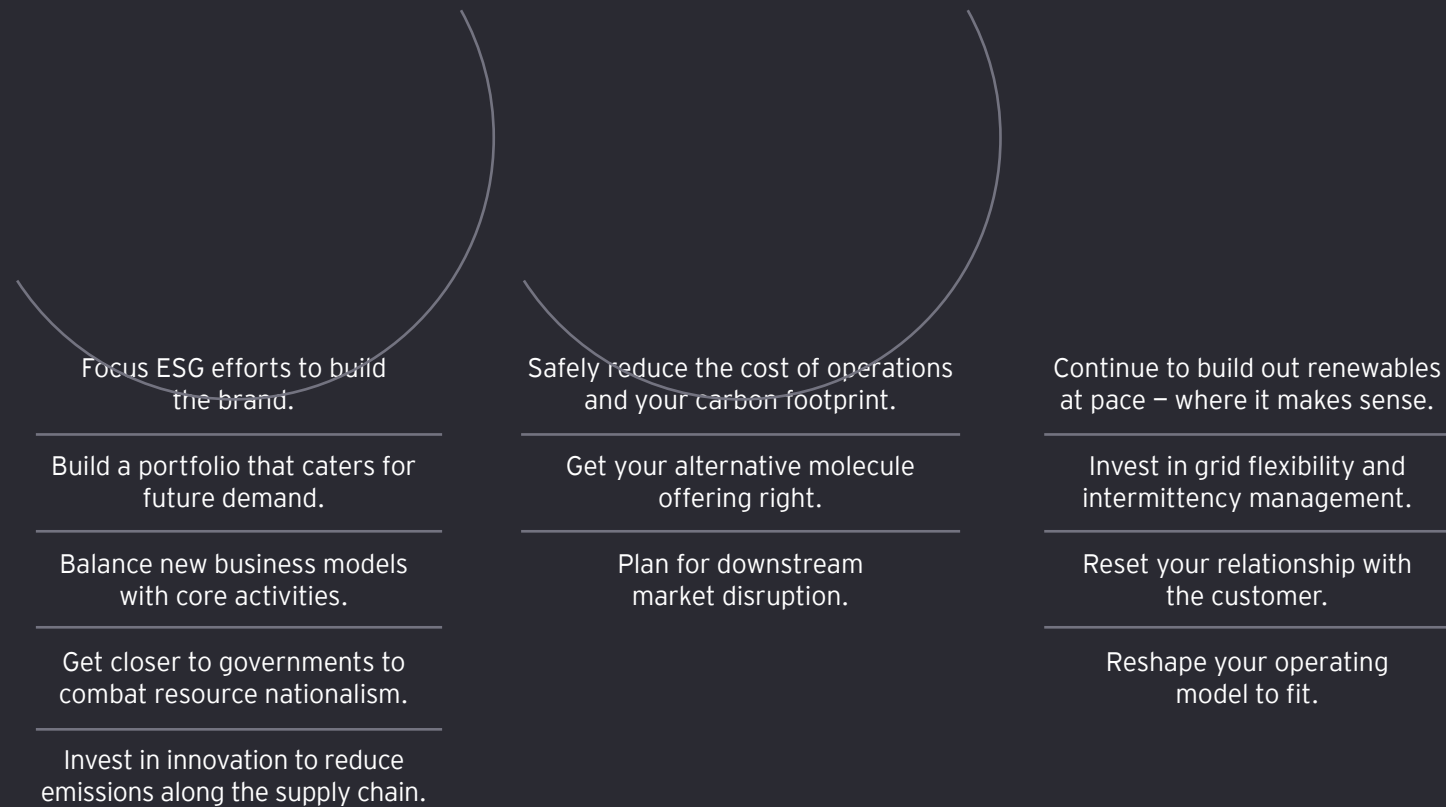 Focus ESG efforts to build
the brand.
Build a portfolio that caters for
future demand.
Balance new business models
with core activities.
Get closer to governments to
combat resource nationalism.
Invest in innovation to reduce
emissions along the supply chain.
Safely reduce the cost of operations
and your carbon footprint.
Get your alternative molecule
offering right.
Plan for downstream
market disruption.
Continue to build out renewables
at pace – where it makes sense.
Invest in grid flexibility and
intermittency management.
Reset your relationship with
the customer.
Reshape your operating
model to fit.